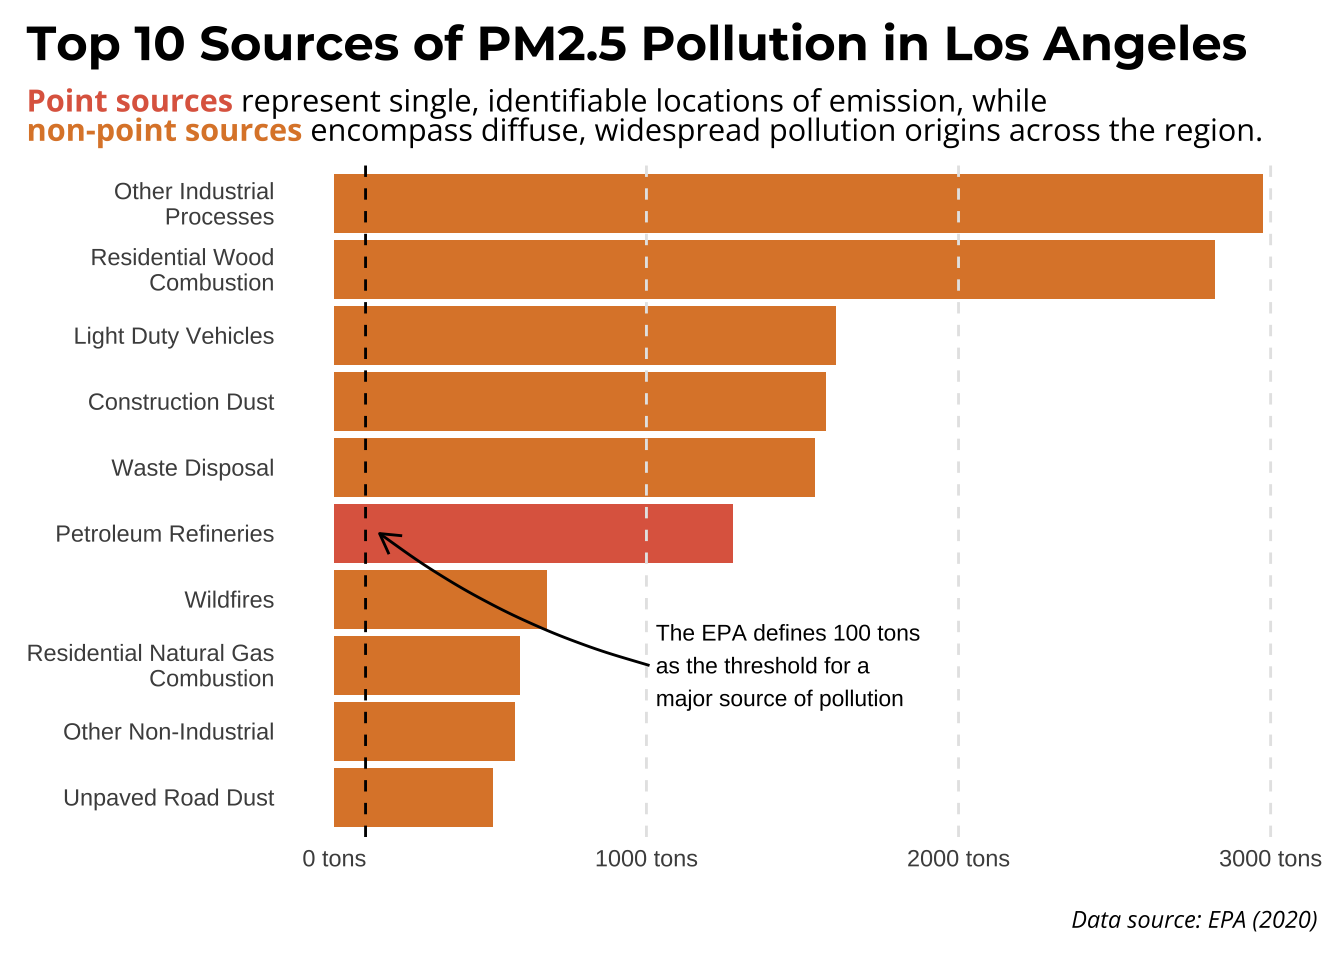 Top 10 Sources of PM2.5 Pollution in Los Angeles
Point sources represent single, identifiable locations of emission, while
non-point sources encompass diffuse, widespread pollution origins across the region.
Other Industrial
Processes
Residential Wood
Combustion
Light Duty Vehicles
Construction Dust
Waste Disposal
Petroleum Refineries
Wildfires
Residential Natural Gas
Combustion
Other Non-Industrial
Unpaved Road Dust
The EPA defines 100 tons
as the threshold for a
major source of pollution
0 tons
1000 tons
2000 tons
3000 tons
Data source: EPA (2020)